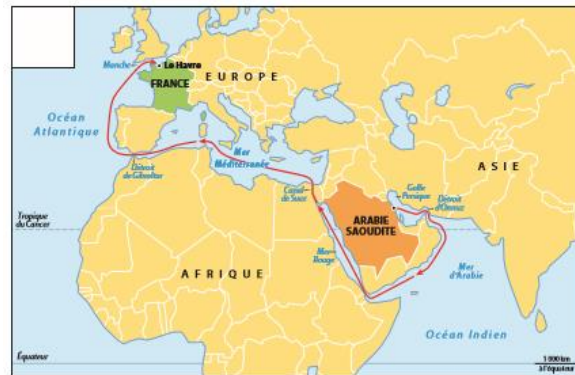 Manche
Le Havre
FRANCE
EUROPE
Océan
Atlantique
Mer
Méditerranée
Détroit
de Gibraltar
Canal
de Suez
ASIE
Golfe
Persique
Détroit
d'Ormuz
Tropique
du Cancer
ARABIE
SAOUDITE
Mer
Rouge
Mer
d'Arabie
AFRIQUE
Océan Indien
Équateur
1 000 km
à l'équateur